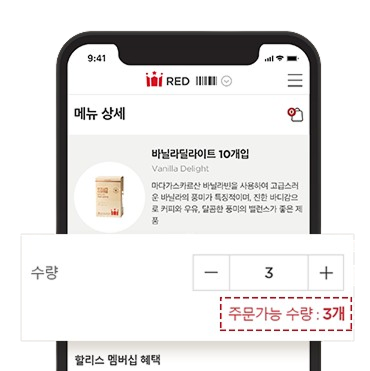 9:41
RED
메뉴 상세
0
바닐라딜라이트 10개입
Vanilla Delight
마다가스카르산 바닐라빈을 사용하여 고급스러
운 바닐라의 풍미가 특징적이며, 진한 바디감으
로 커피와 우유, 달콤한 풍미의 밸런스가 좋은 제
품
수량
3
주문가능 수량 : 3개
할리스 멤버십 혜택